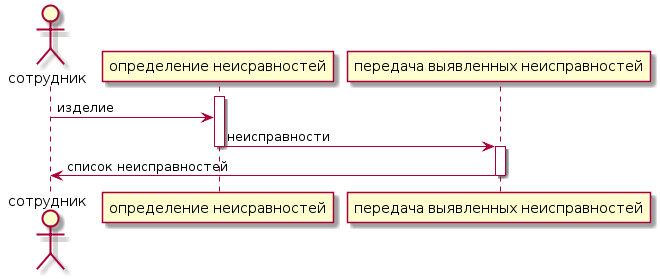 сотрудник
определение неисравностей
передача выявленных неисправностей
изделие
неисправности
список неисправностей
сотрудник
определение неисравностей
передача выявленных неисправностей